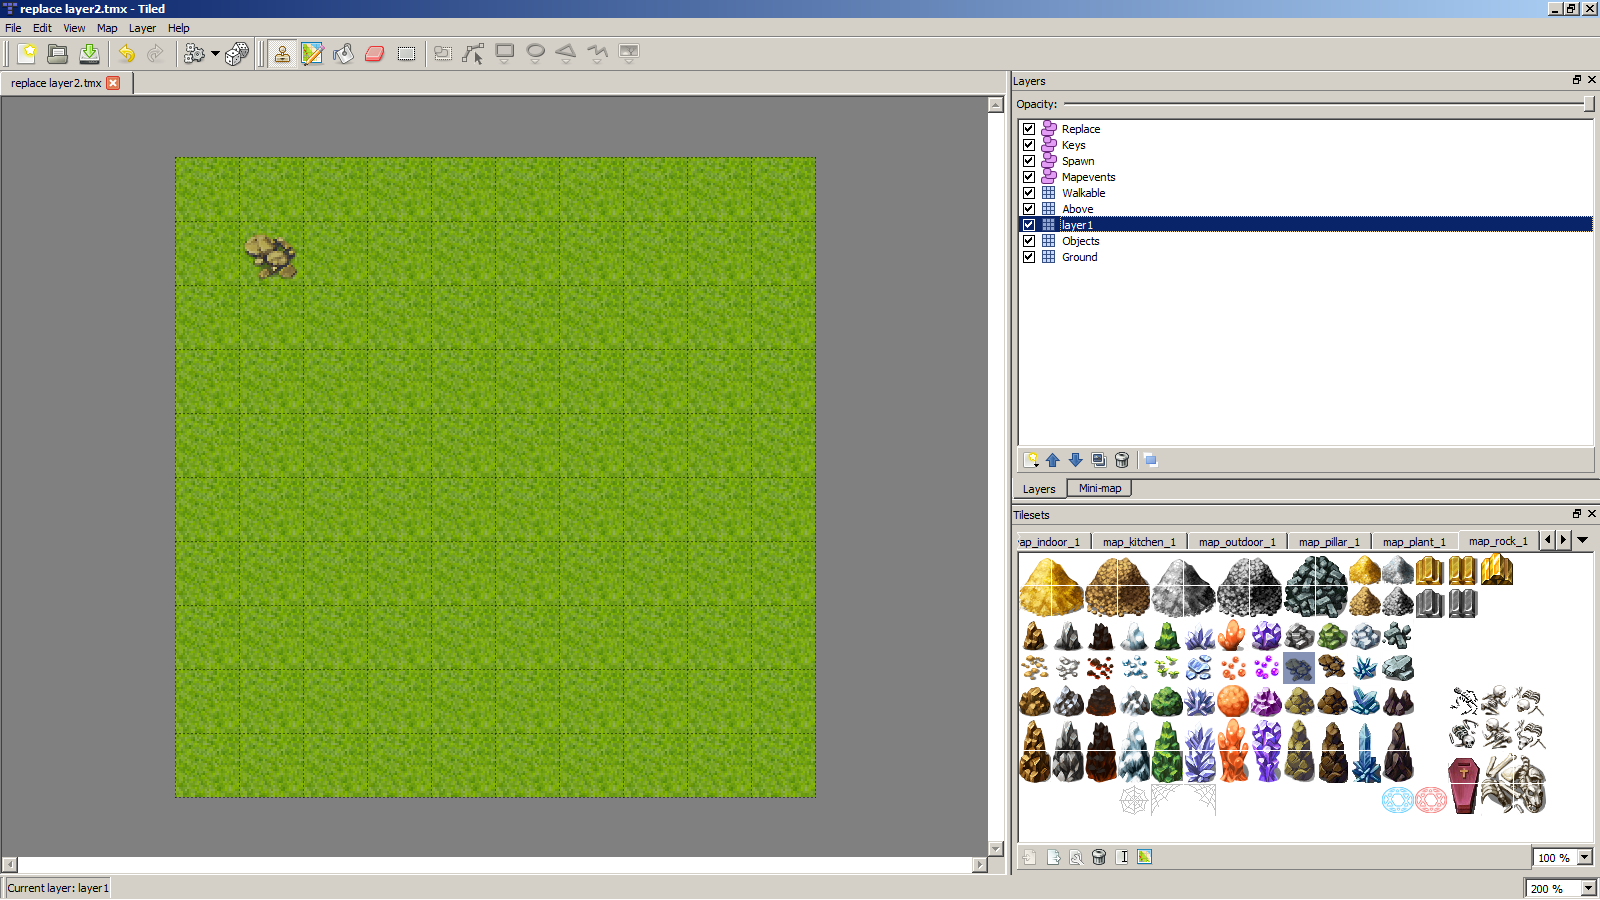 replace layer2.tmx - Tiled
File Edit View Map Layer Help
replace layer2.tmx
Layers
Opacity:
Replace
Keys
Spawn
Mapevents
Walkable
Above
layer1
Objects
Ground
Layers Mini-map
Tilesets
ap_indoor_1 map_kitchen_1 map_outdoor_1 map_pillar_1 map_plant_1 map_rock_1
100 %
Current layer: layer1
200 %